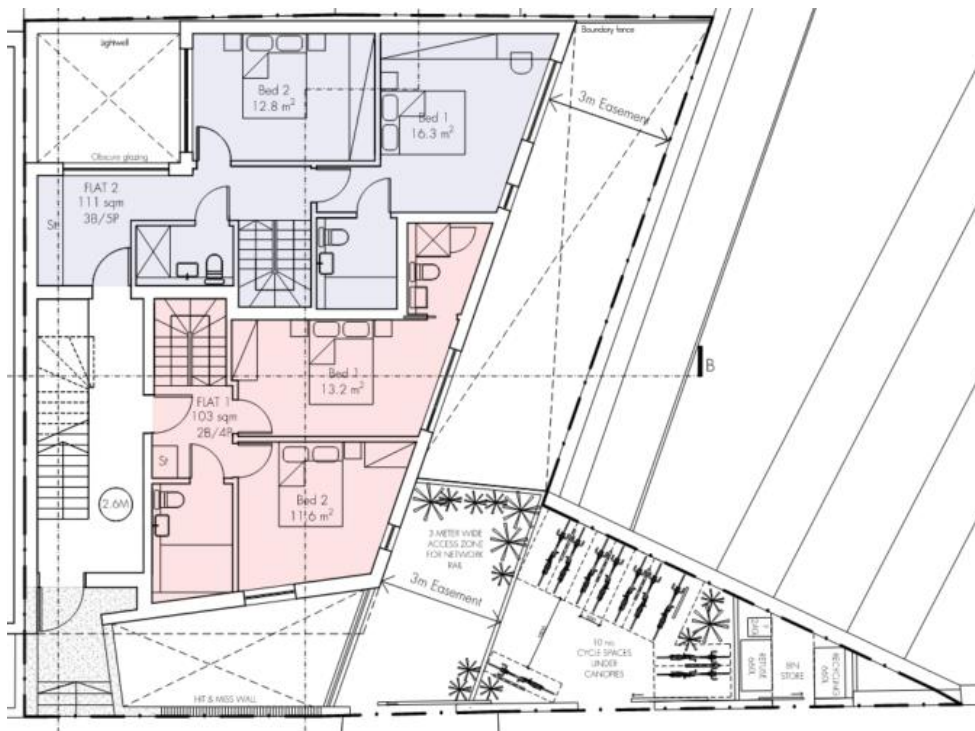 Lightwell
Obscure glazing
Bed 2
12.8 m²
Bed 1
16.3 m²
Boundary fence
3m Easement
FLAT 2
111 sqm
3B/5P
St
Bed 1
13.2 m²
FLAT 1
103 sqm
2B/4P
St
Bed 2
11.6 m²
2.6M
B
3 METER WIDE
ACCESS ZONE
FOR NETWORK
RAIL
3m Easement
10 no.
CYCLE SPACES
UNDER
CANOPIES
REFUSE
660L
BIN
STORE
RECYCLING
660L
HIT & MISS WALL